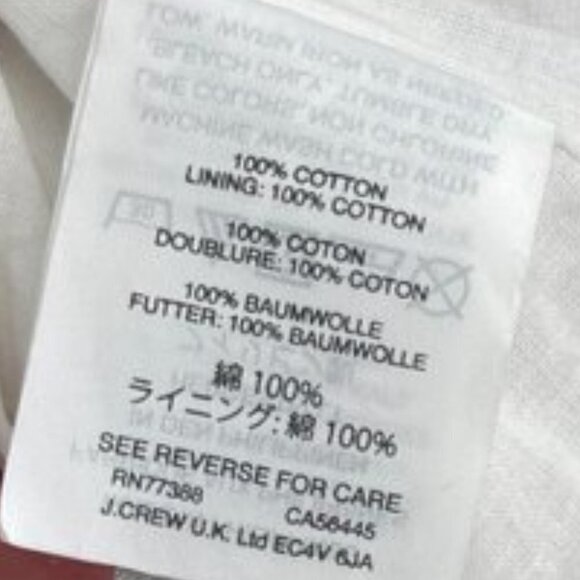 100% COTTON
LINING: 100% COTTON
100% COTON
DOUBLURE: 100% COTON
100% BAUMWOLLE
FUTTER: 100% BAUMWOLLE
綿 100%
ライニング: 綿 100%
SEE REVERSE FOR CARE
RN77388 CA56445
J.CREW U.K. Ltd EC4V 6JA